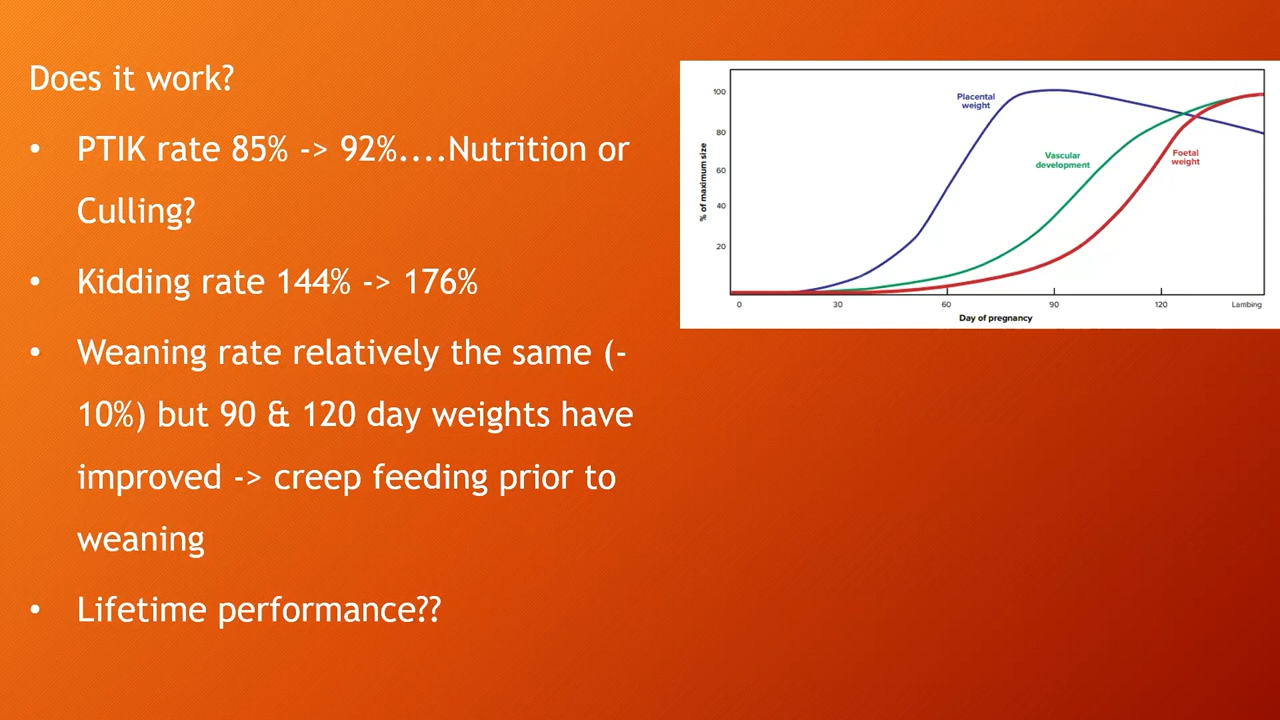 Does it work?
• PTIK rate 85% -> 92%....Nutrition or
Culling?
• Kidding rate 144% -> 176%
• Weaning rate relatively the same (-
10%) but 90 & 120 day weights have
improved -> creep feeding prior to
weaning
• Lifetime performance??
% of maximum size
100
80
60
40
20
Placental
weight
Vascular
development
Foetal
weight
0 30 60 90 120 Lambing
Day of pregnancy